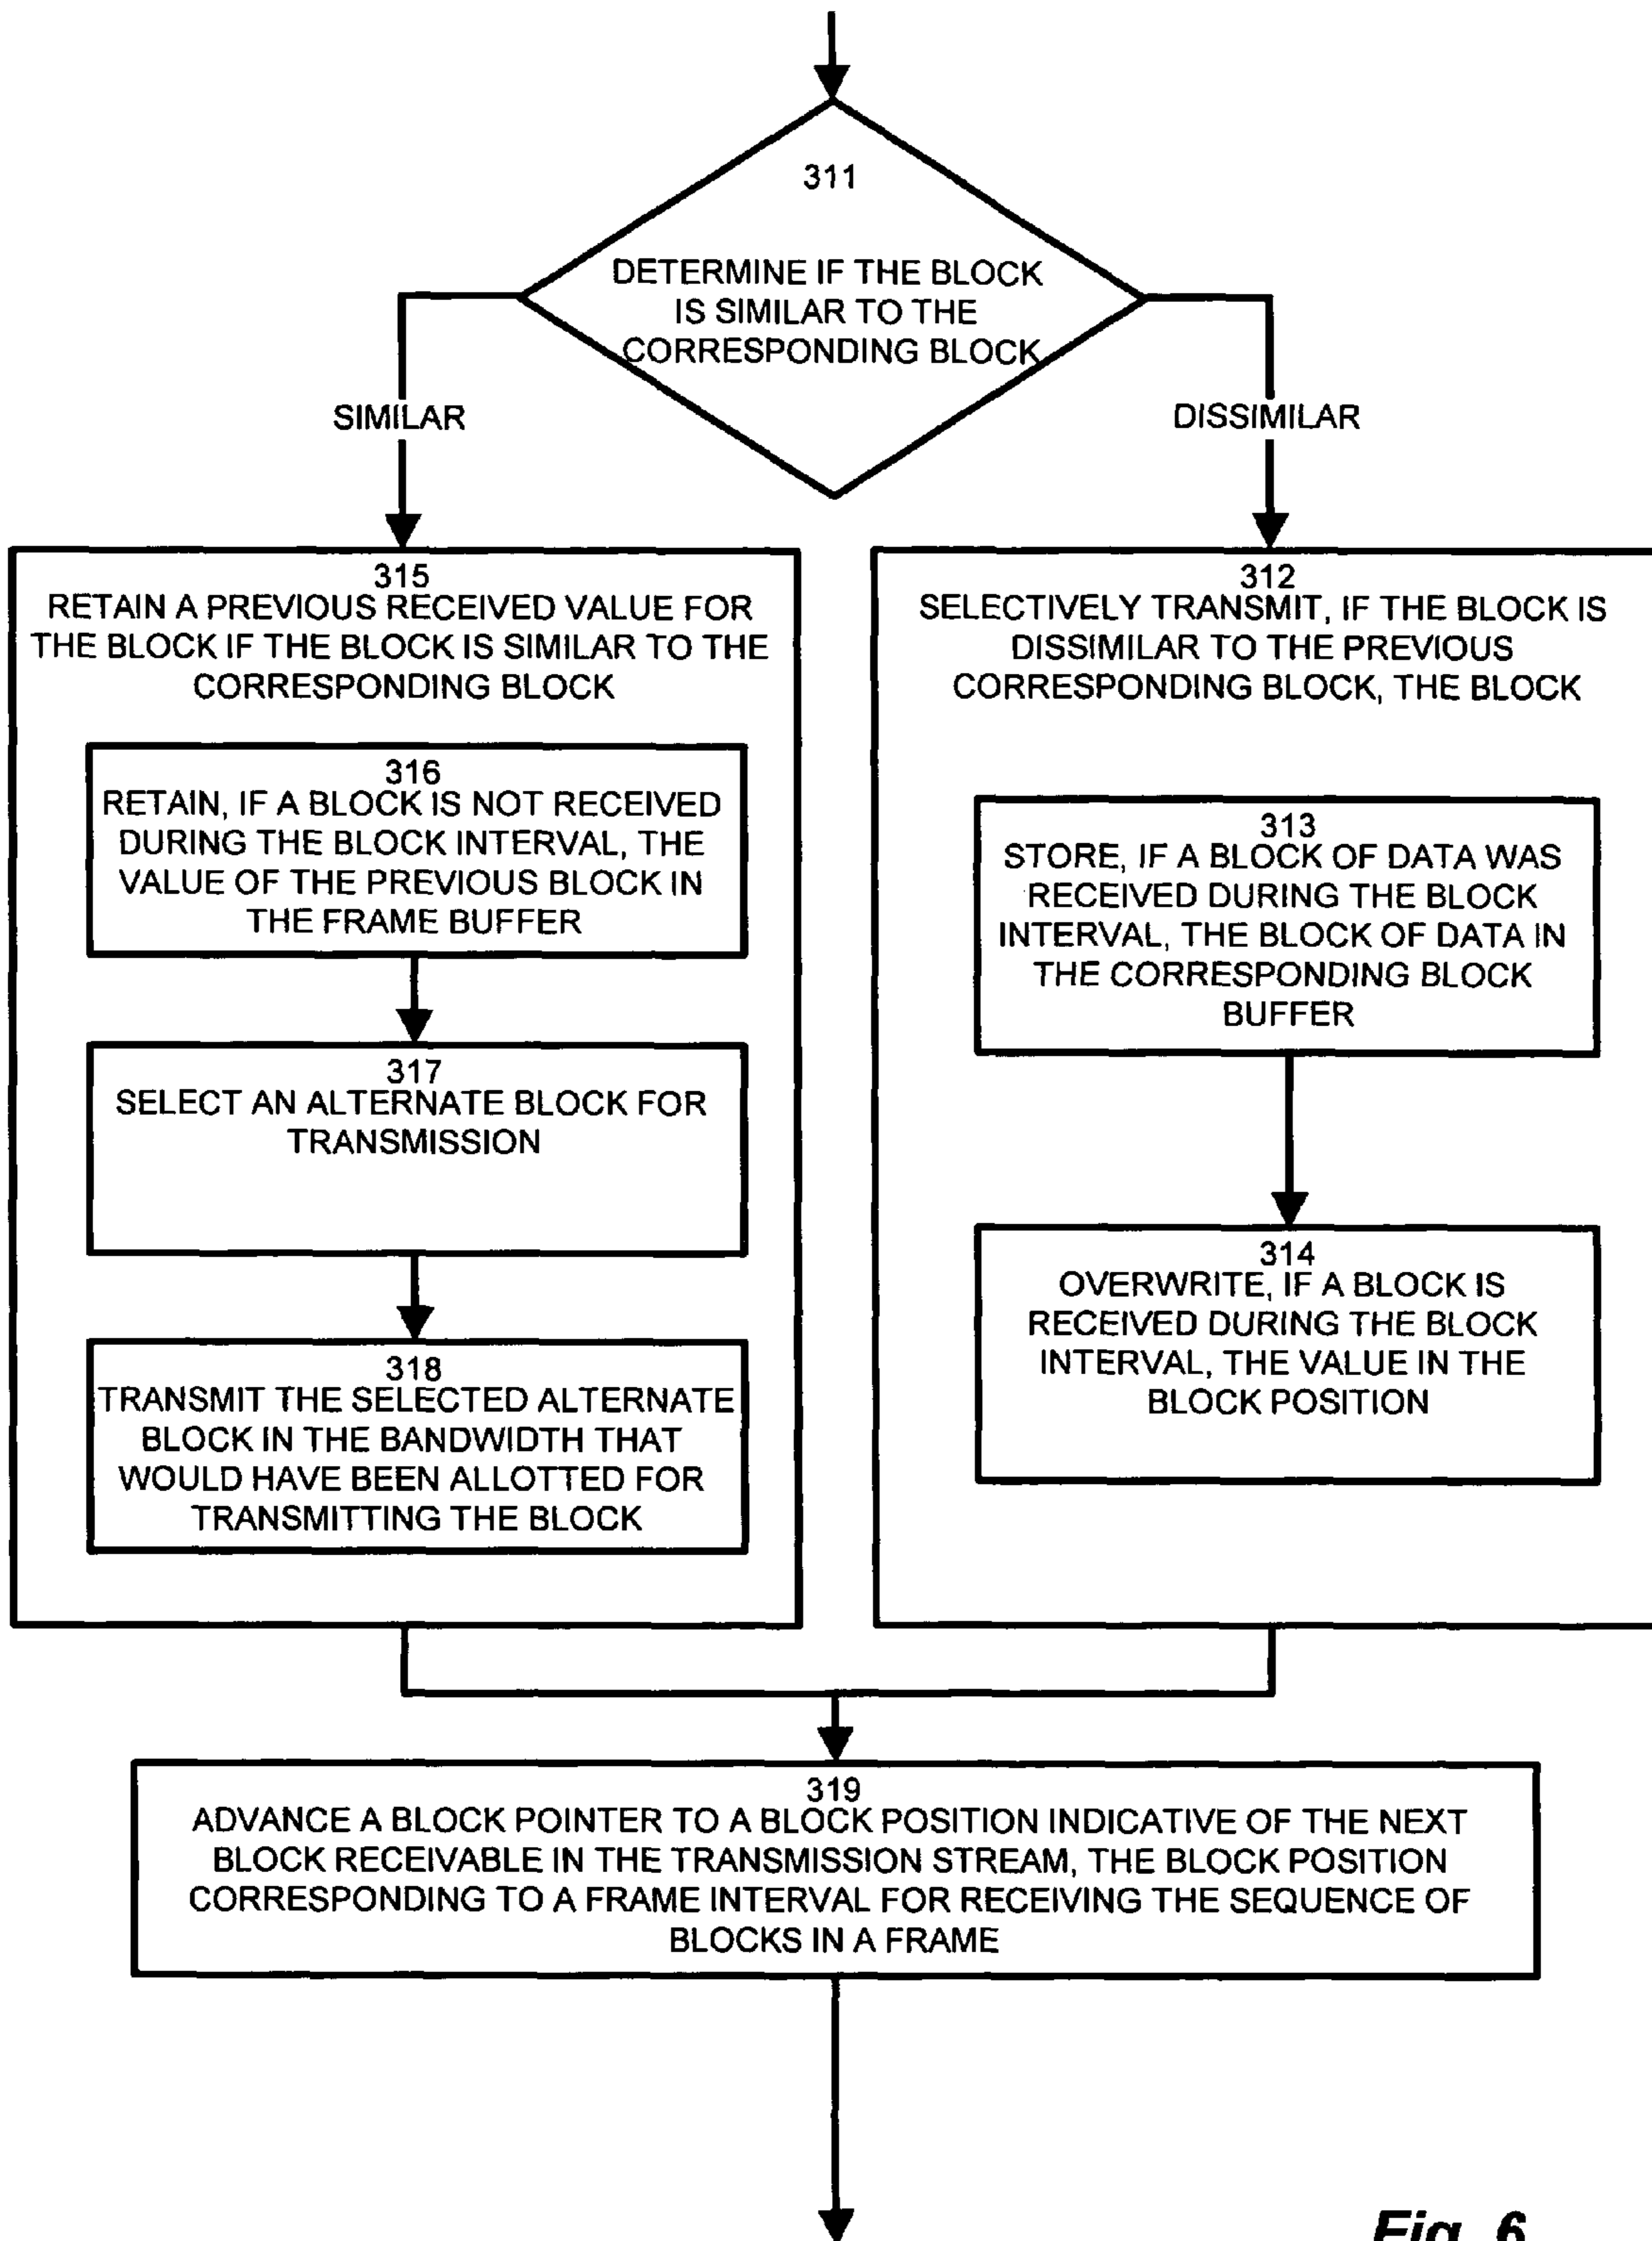 311
DETERMINE IF THE BLOCK
IS SIMILAR TO THE
CORRESPONDING BLOCK
SIMILAR
DISSIMILAR
315
RETAIN A PREVIOUS RECEIVED VALUE FOR
THE BLOCK IF THE BLOCK IS SIMILAR TO THE
CORRESPONDING BLOCK
316
RETAIN, IF A BLOCK IS NOT RECEIVED
DURING THE BLOCK INTERVAL, THE
VALUE OF THE PREVIOUS BLOCK IN
THE FRAME BUFFER
317
SELECT AN ALTERNATE BLOCK FOR
TRANSMISSION
318
TRANSMIT THE SELECTED ALTERNATE
BLOCK IN THE BANDWIDTH THAT
WOULD HAVE BEEN ALLOTTED FOR
TRANSMITTING THE BLOCK
312
SELECTIVELY TRANSMIT, IF THE BLOCK IS
DISSIMILAR TO THE PREVIOUS
CORRESPONDING BLOCK, THE BLOCK
313
STORE, IF A BLOCK OF DATA WAS
RECEIVED DURING THE BLOCK
INTERVAL, THE BLOCK OF DATA IN
THE CORRESPONDING BLOCK
BUFFER
314
OVERWRITE, IF A BLOCK IS
RECEIVED DURING THE BLOCK
INTERVAL, THE VALUE IN THE
BLOCK POSITION
319
ADVANCE A BLOCK POINTER TO A BLOCK POSITION INDICATIVE OF THE NEXT
BLOCK RECEIVABLE IN THE TRANSMISSION STREAM, THE BLOCK POSITION
CORRESPONDING TO A FRAME INTERVAL FOR RECEIVING THE SEQUENCE OF
BLOCKS IN A FRAME
Fig. 6